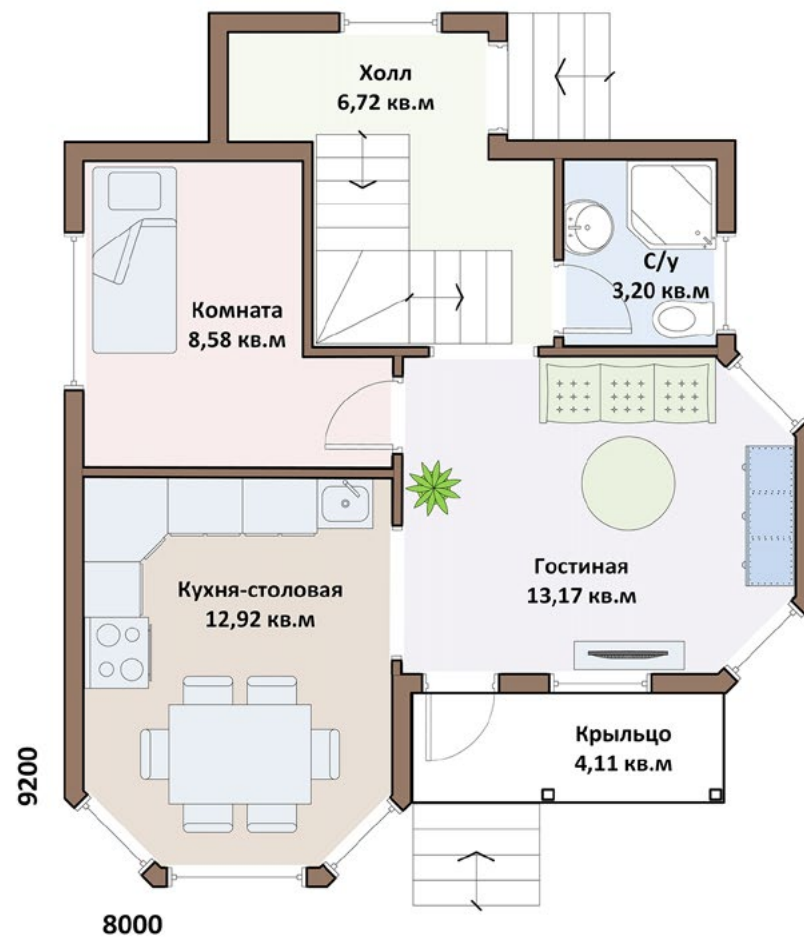 Холл
6,72 кв.м
С/у
3,20 кв.м
Комната
8,58 кв.м
Гостиная
13,17 кв.м
Кухня-столовая
12,92 кв.м
Крыльцо
4,11 кв.м
9200
8000